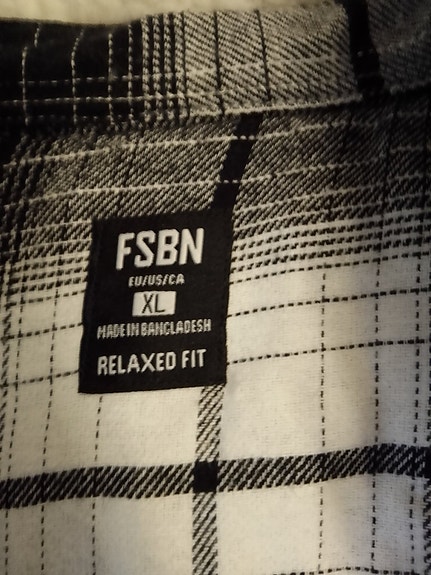 FSBN
EU/US/CA
XL
MADE IN BANGLADESH
RELAXED FIT